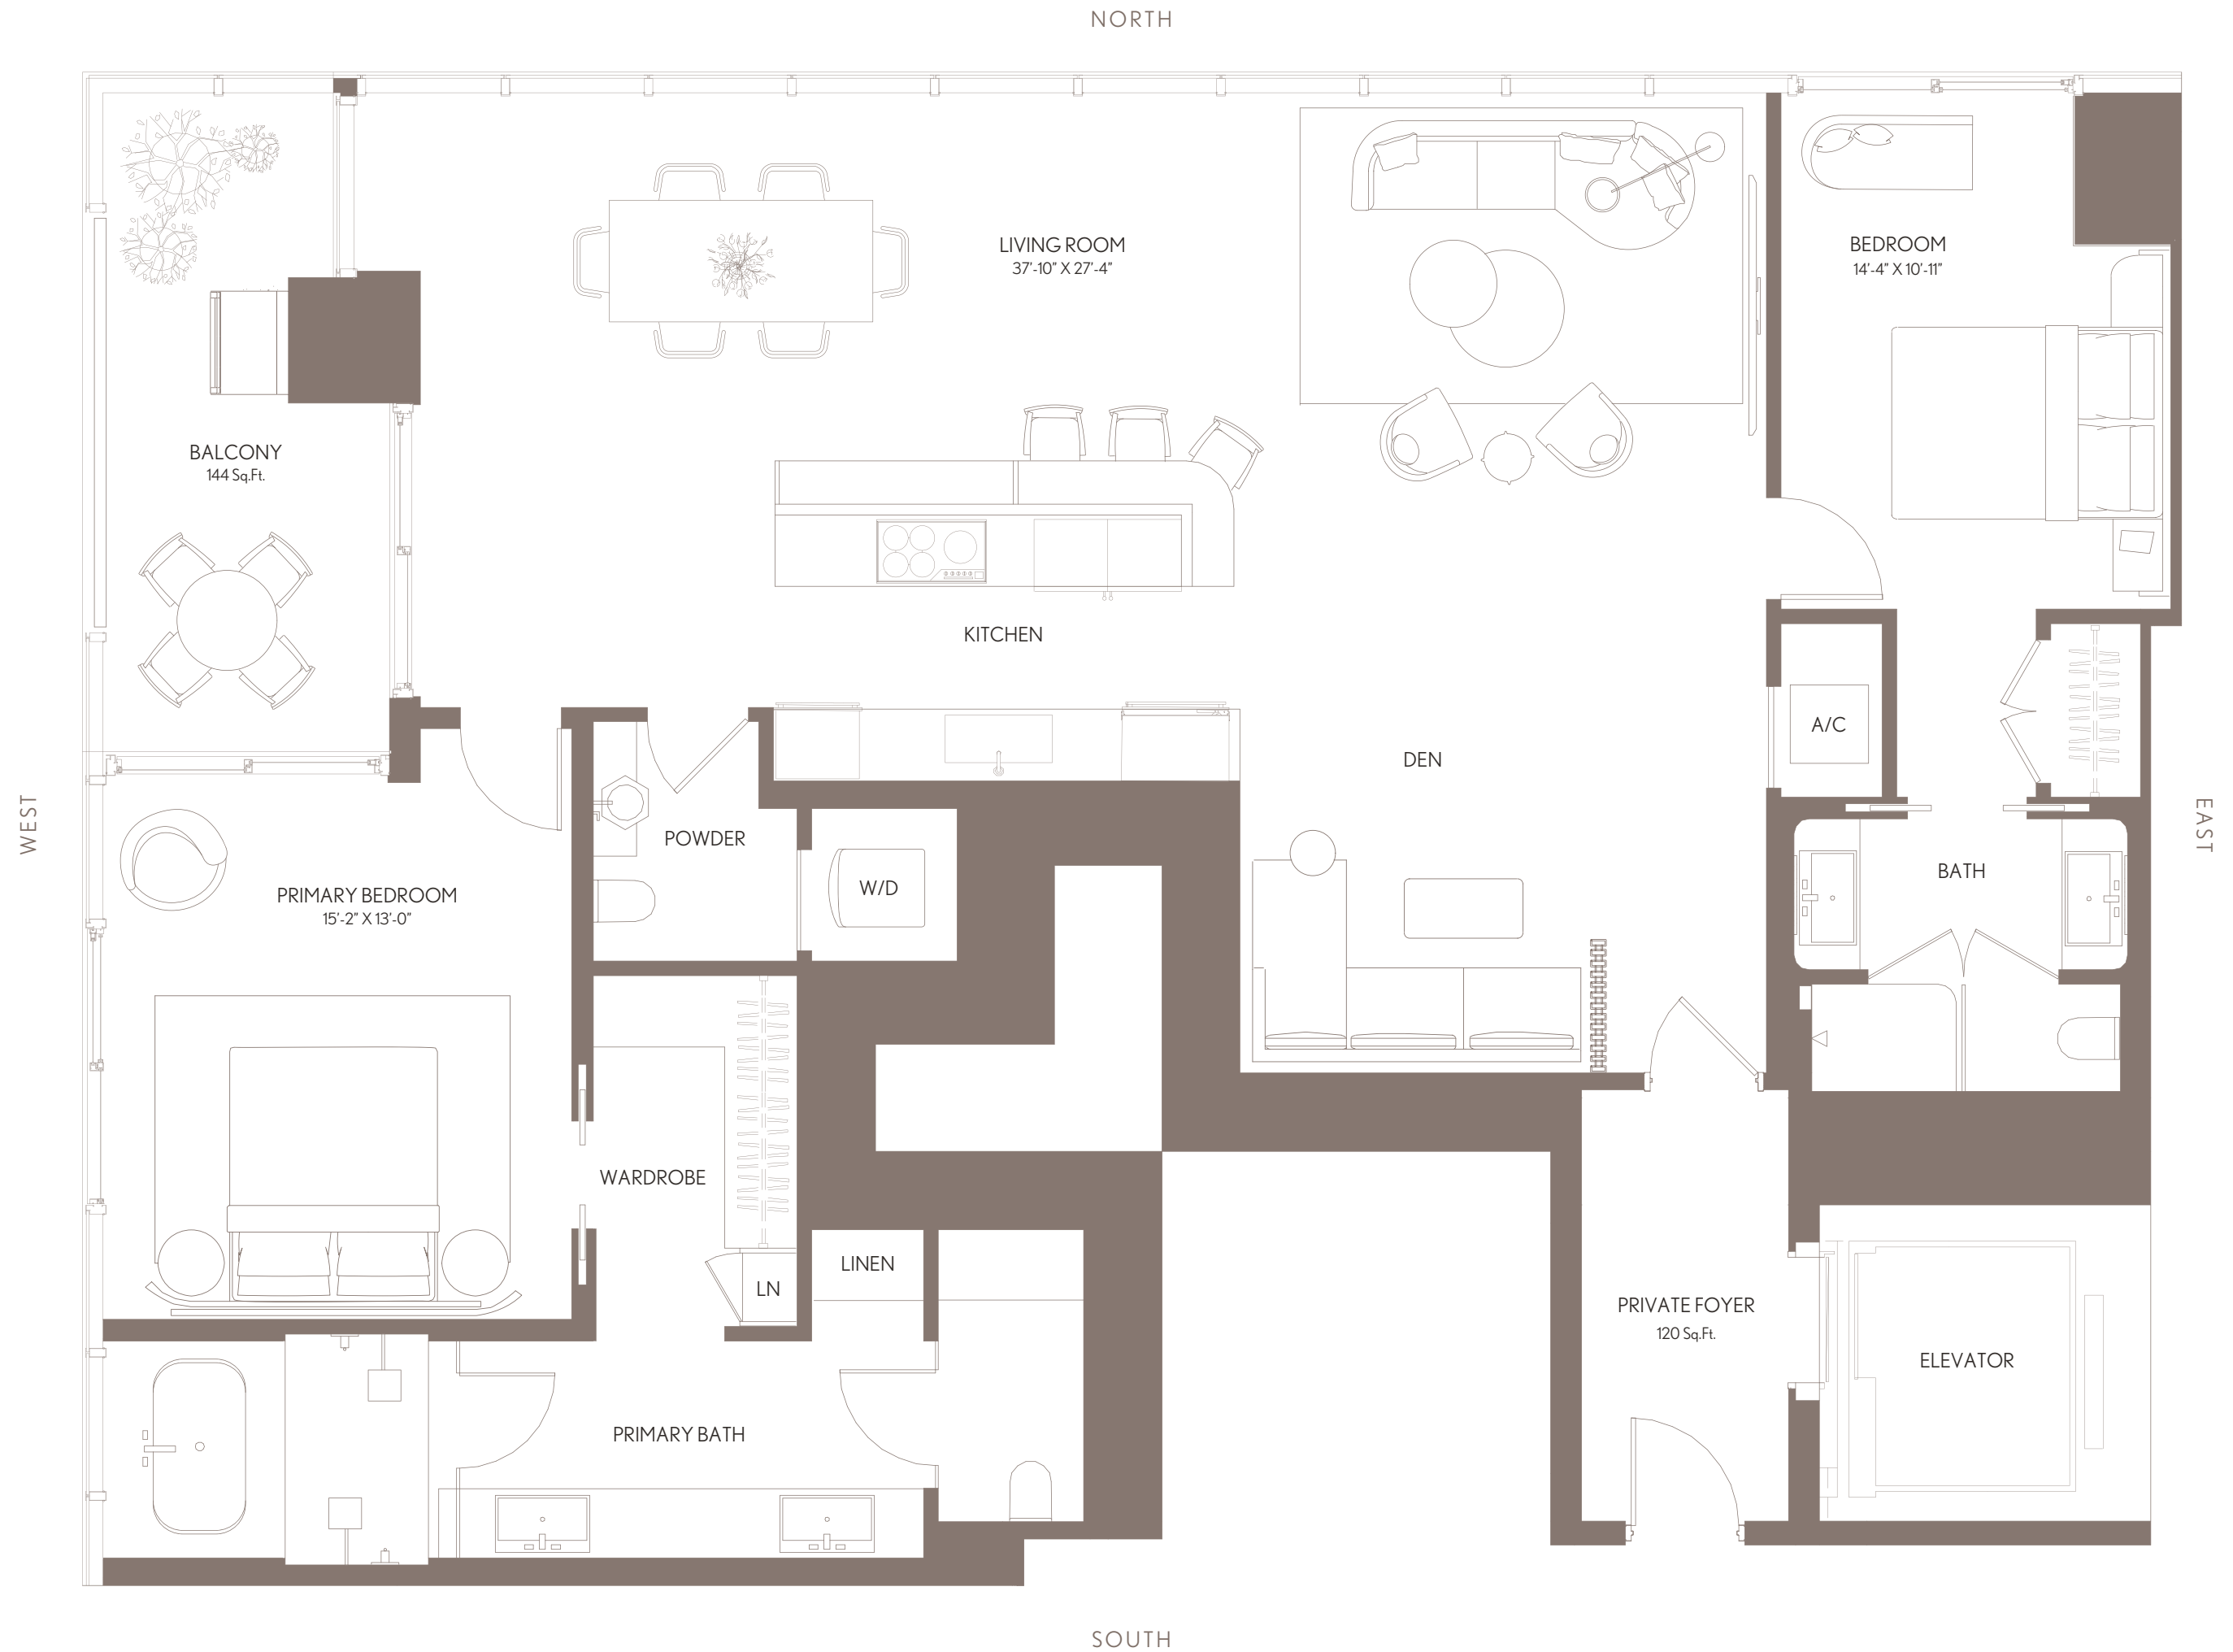 NORTH
LIVING ROOM
37'-10" X 27'-4"
BEDROOM
14'-4" X 10'-11"
BALCONY
144 Sq.Ft.
KITCHEN
A/C
DEN
WEST
EAST
POWDER
BATH
W/D
PRIMARY BEDROOM
15'-2" X 13'-0"
WARDROBE
LINEN
LN
PRIVATE FOYER
120 Sq.Ft.
ELEVATOR
PRIMARY BATH
SOUTH